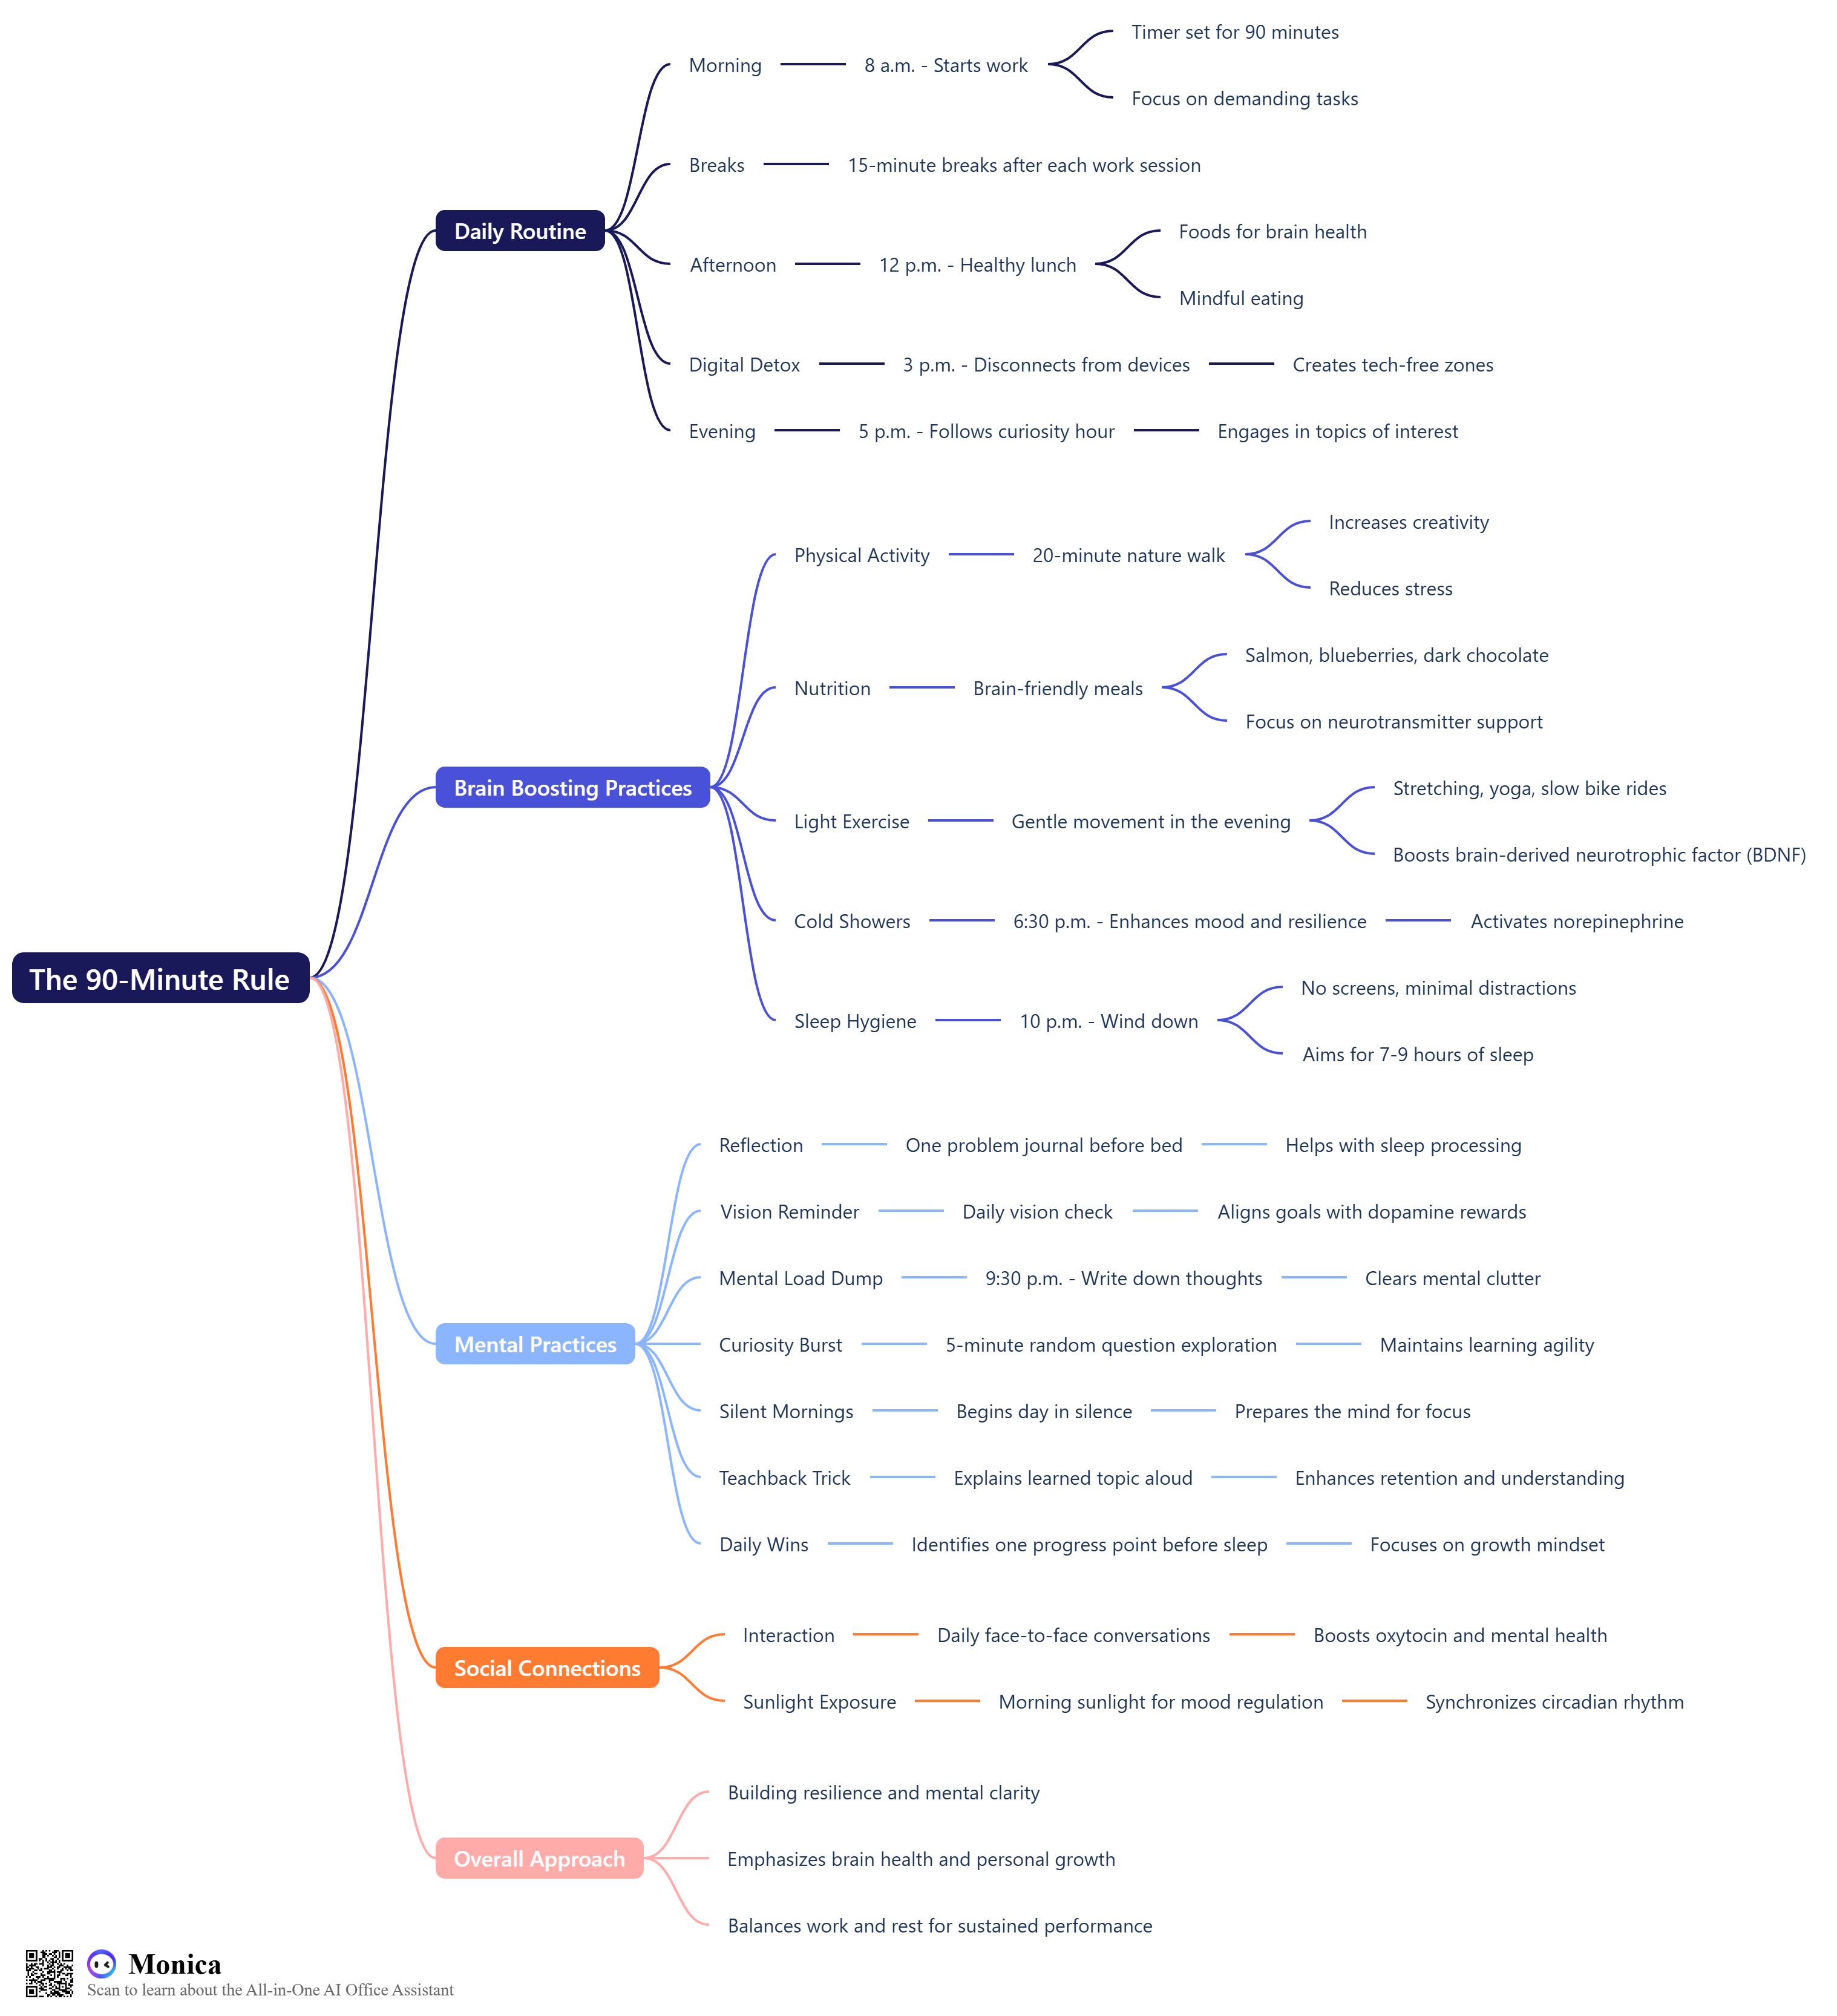 The 90-Minute Rule
Daily Routine
Morning
8 a.m. - Starts work
Timer set for 90 minutes
Focus on demanding tasks
Breaks
15-minute breaks after each work session
Afternoon
12 p.m. - Healthy lunch
Foods for brain health
Mindful eating
Digital Detox
3 p.m. - Disconnects from devices
Creates tech-free zones
Evening
5 p.m. - Follows curiosity hour
Engages in topics of interest
Brain Boosting Practices
Physical Activity
20-minute nature walk
Increases creativity
Reduces stress
Nutrition
Brain-friendly meals
Salmon, blueberries, dark chocolate
Focus on neurotransmitter support
Light Exercise
Gentle movement in the evening
Stretching, yoga, slow bike rides
Boosts brain-derived neurotrophic factor (BDNF)
Cold Showers
6:30 p.m. - Enhances mood and resilience
Activates norepinephrine
Sleep Hygiene
10 p.m. - Wind down
No screens, minimal distractions
Aims for 7-9 hours of sleep
Mental Practices
Reflection
One problem journal before bed
Helps with sleep processing
Vision Reminder
Daily vision check
Aligns goals with dopamine rewards
Mental Load Dump
9:30 p.m. - Write down thoughts
Clears mental clutter
Curiosity Burst
5-minute random question exploration
Maintains learning agility
Silent Mornings
Begins day in silence
Prepares the mind for focus
Teachback Trick
Explains learned topic aloud
Enhances retention and understanding
Daily Wins
Identifies one progress point before sleep
Focuses on growth mindset
Social Connections
Interaction
Daily face-to-face conversations
Boosts oxytocin and mental health
Sunlight Exposure
Morning sunlight for mood regulation
Synchronizes circadian rhythm
Overall Approach
Building resilience and mental clarity
Emphasizes brain health and personal growth
Balances work and rest for sustained performance
Monica
Scan to learn about the All-in-One AI Office Assistant